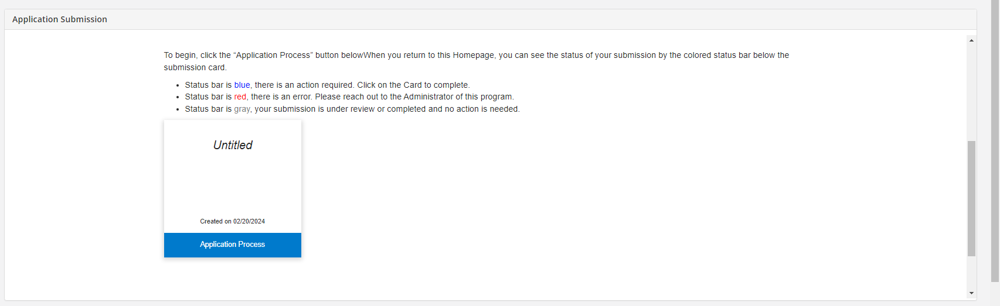 Application Submission
To begin, click the “Application Process” button belowWhen you return to this Homepage, you can see the status of your submission by the colored status bar below the
submission card.
• Status bar is blue, there is an action required. Click on the Card to complete.
• Status bar is red, there is an error. Please reach out to the Administrator of this program.
• Status bar is gray, your submission is under review or completed and no action is needed.
Untitled
Created on 02/20/2024
Application Process